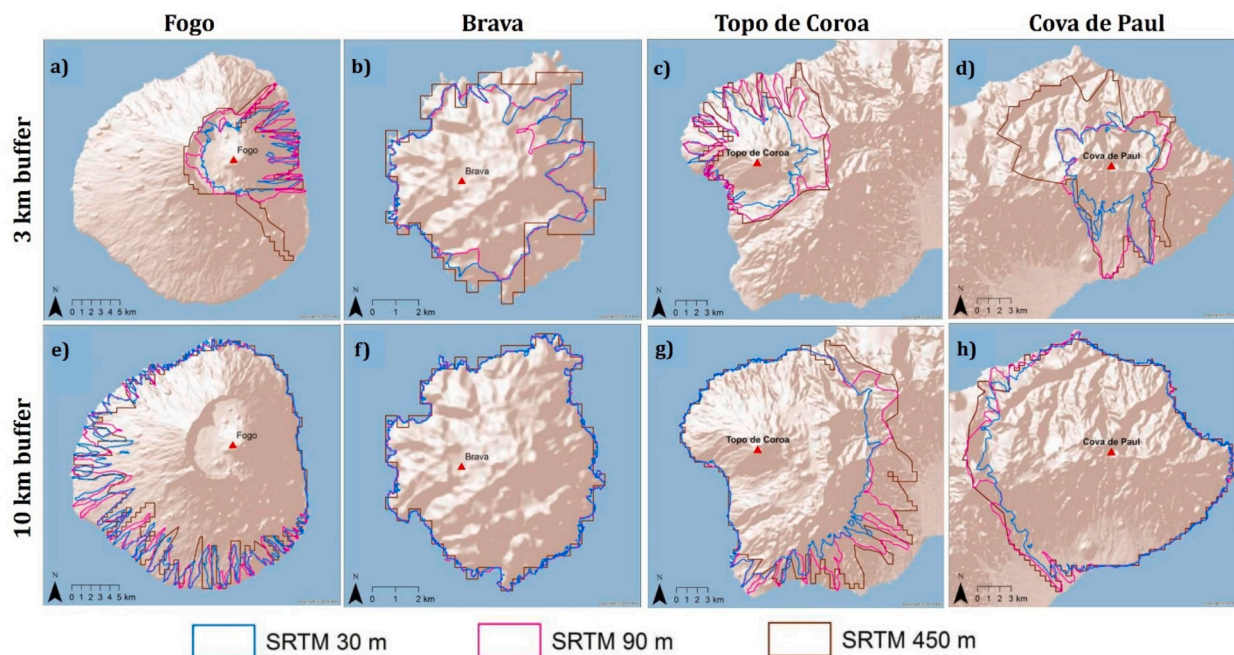 Fogo Brava Topo de Coroa Cova de Paul
3 km buffer
a)
Fogo
N
0 1 2 3 4 5 km
b)
Brava
N
0 1 2 km
c)
Topo de Coroa
N
0 1 2 3 km
d)
Cova de Paul
N
0 1 2 3 km
10 km buffer
e)
Fogo
N
0 1 2 3 4 5 km
f)
Brava
N
0 1 2 km
g)
Topo de Coroa
N
0 1 2 3 km
h)
Cova de Paul
N
0 1 2 3 km
SRTM 30 m SRTM 90 m SRTM 450 m